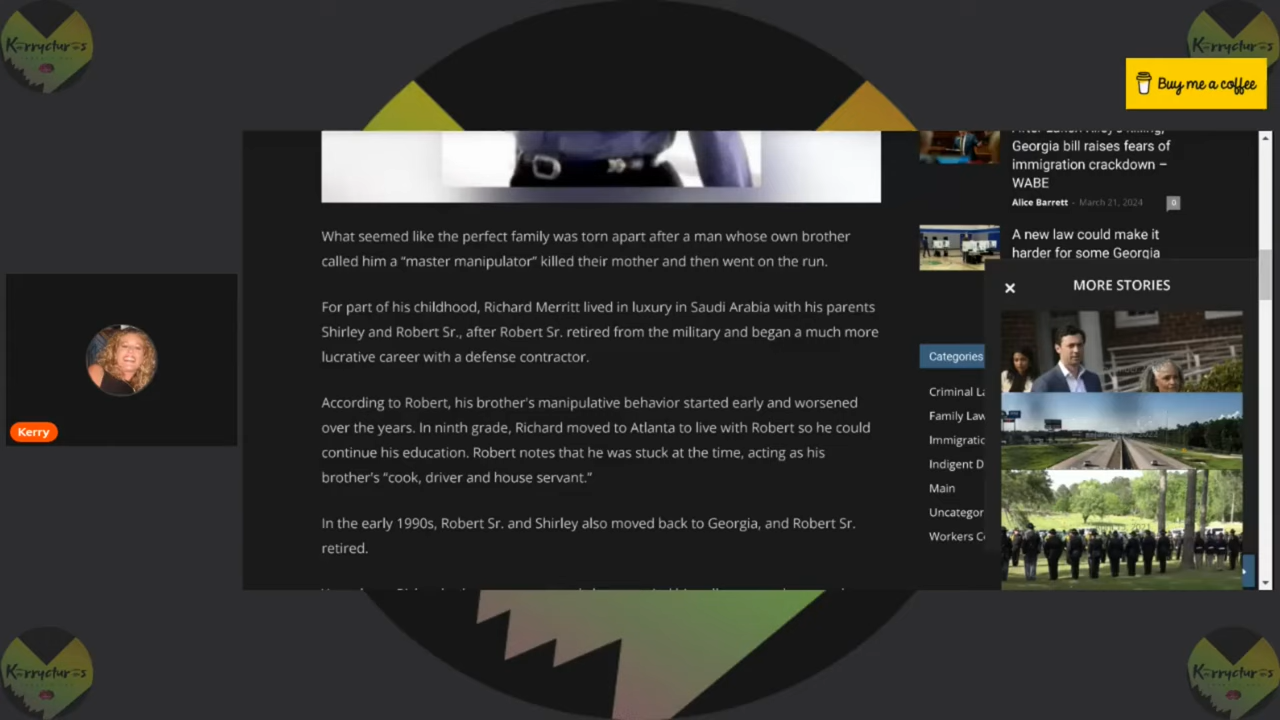 Kerryctures
Kerryctures
Buy me a coffee
What seemed like the perfect family was torn apart after a man whose own brother
called him a “master manipulator” killed their mother and then went on the run.
For part of his childhood, Richard Merritt lived in luxury in Saudi Arabia with his parents
Shirley and Robert Sr., after Robert Sr. retired from the military and began a much more
lucrative career with a defense contractor.
According to Robert, his brother's manipulative behavior started early and worsened
over the years. In ninth grade, Richard moved to Atlanta to live with Robert so he could
continue his education. Robert notes that he was stuck at the time, acting as his
brother's “cook, driver and house servant.”
In the early 1990s, Robert Sr. and Shirley also moved back to Georgia, and Robert Sr.
retired.
Georgia bill raises fears of
immigration crackdown –
WABE
Alice Barrett - March 21, 2024 0
A new law could make it
harder for some Georgia
MORE STORIES
Categories
Criminal La
Family Law
Immigratio
Indigent D
Main
Uncategor
Workers Co
Kerry
Kerryctures
Kerryctures